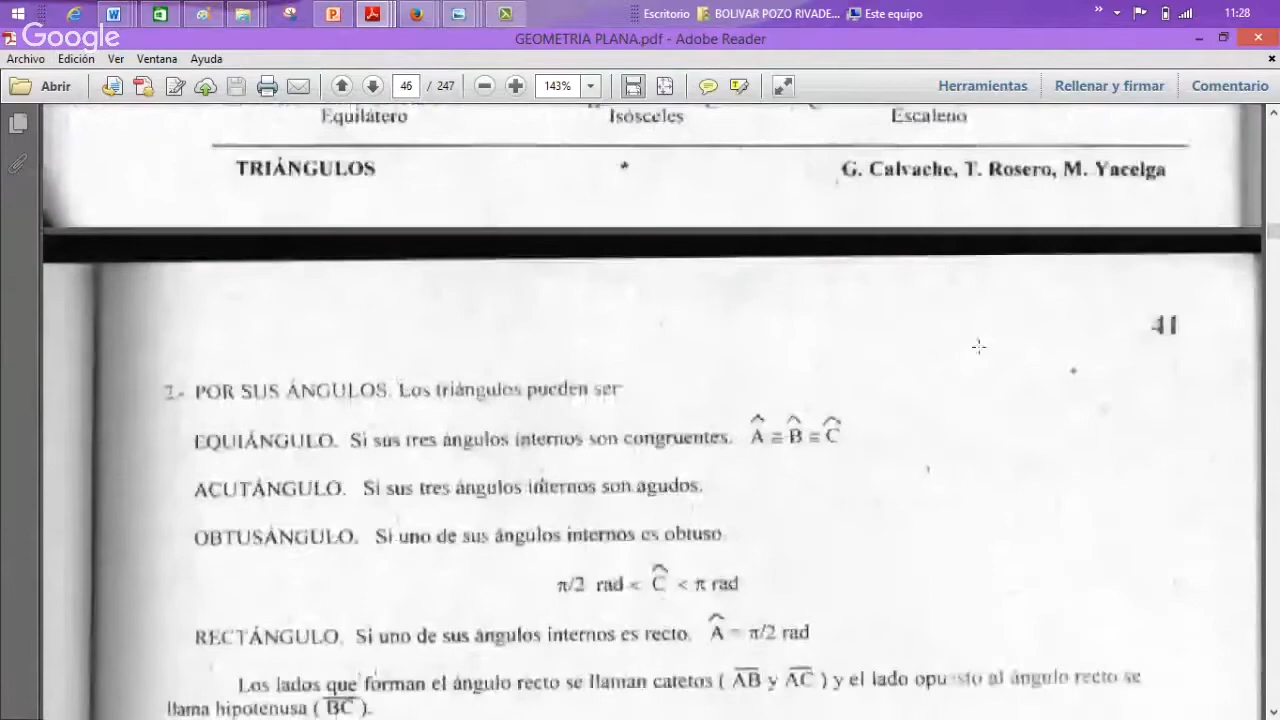 Escritorio BOLIVAR POZO RIVADE... Este equipo 11:28
Google
GEOMETRIA PLANA.pdf - Adobe Reader
Archivo Edición Ver Ventana Ayuda
Abrir 46 / 247 143% Herramientas Rellenar y firmar Comentario
Equilátero Isósceles Escaleno
TRIÁNGULOS * G. Calvache, T. Rosero, M. Yacelga
41
2.- POR SUS ÁNGULOS. Los triángulos pueden ser
EQUIÁNGULO. Si sus tres ángulos internos son congruentes. Â ≡ B̂ ≡ Ĉ
ACUTÁNGULO. Si sus tres ángulos internos son agudos.
OBTUSÁNGULO. Si uno de sus ángulos internos es obtuso.
π/2 rad < Ĉ < π rad
RECTÁNGULO. Si uno de sus ángulos internos es recto. Â = π/2 rad
Los lados que forman el ángulo recto se llaman catetos ( A̅B̅ y A̅C̅ ) y el lado opuesto al ángulo recto se
llama hipotenusa ( B̅C̅ ).